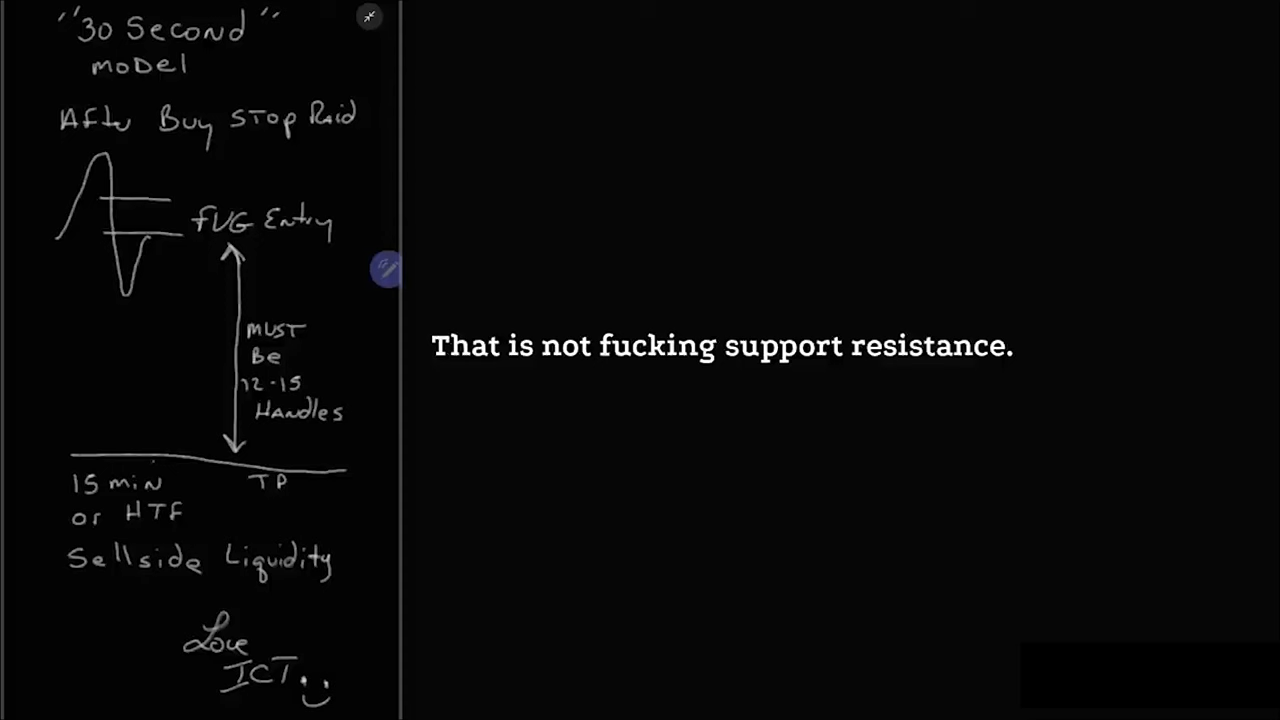 "30 Second"
moDel
After Buy STop Raid
FVG Entry
MUST
Be
12-15
HANdles
15 min
TP
or HTF
Sellside Liquidity
Love
ICT
That is not fucking support resistance.